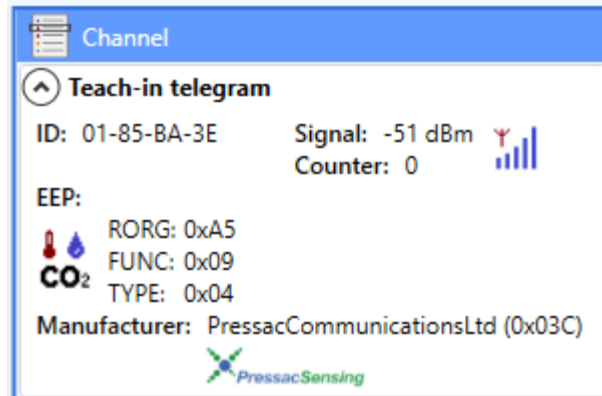 Channel
Teach-in telegram
ID: 01-85-BA-3E Signal: -51 dBm
Counter: 0
EEP:
RORG: 0xA5
FUNC: 0x09
CO₂
TYPE: 0x04
Manufacturer: PressacCommunicationsLtd (0x03C)
PressacSensing